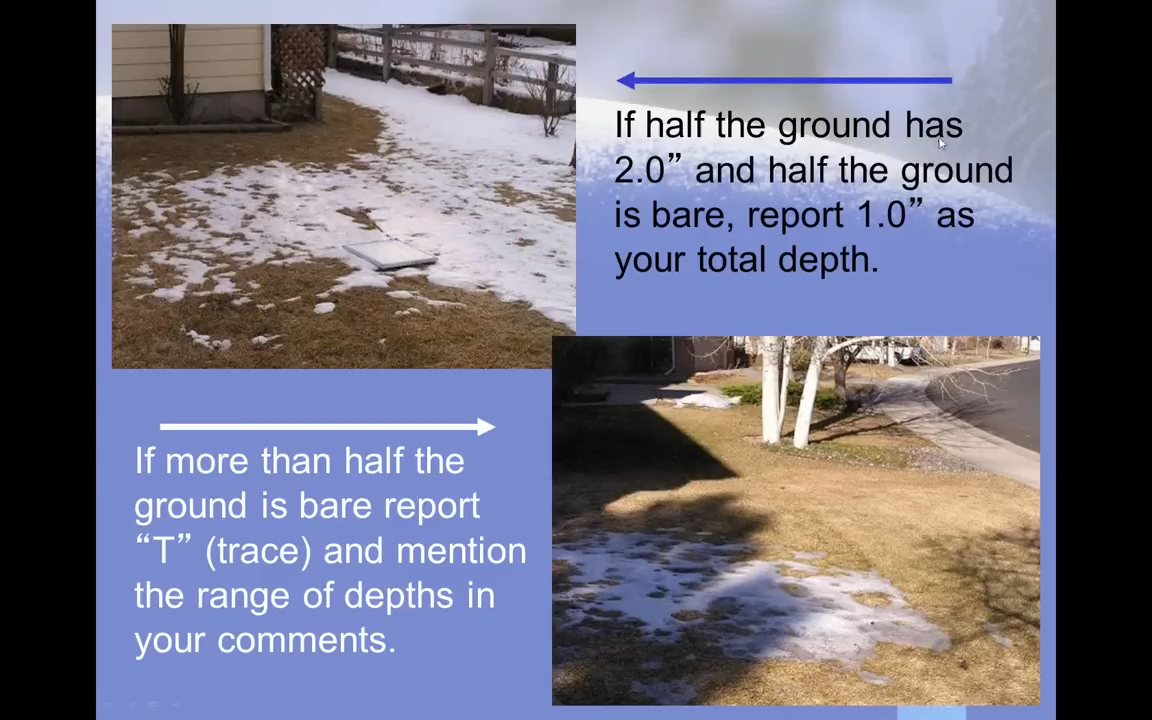 If half the ground has
2.0” and half the ground
is bare, report 1.0” as
your total depth.
If more than half the
ground is bare report
“T” (trace) and mention
the range of depths in
your comments.